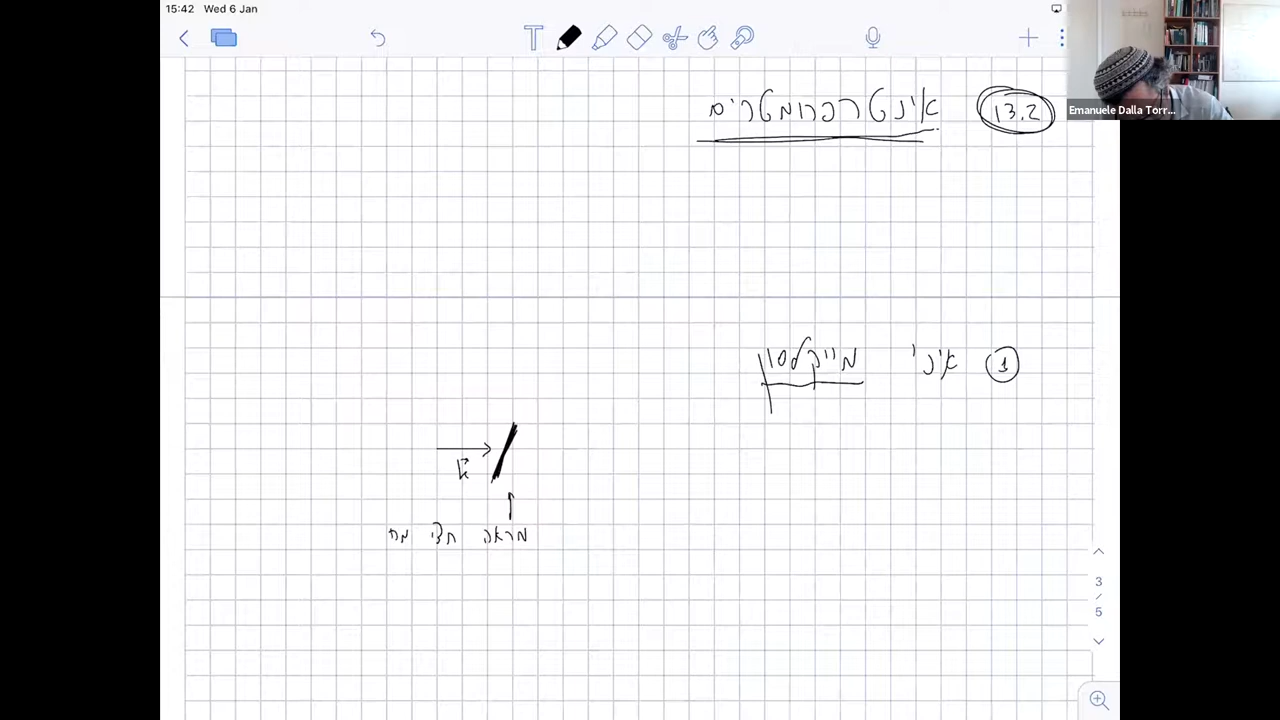 15:42 Wed 6 Jan
T
Emanuele Dalla Torr...
13.2 אינטרפרומטרים
1 אינ' מייקלסון
k
מראה חצי מח
3
5